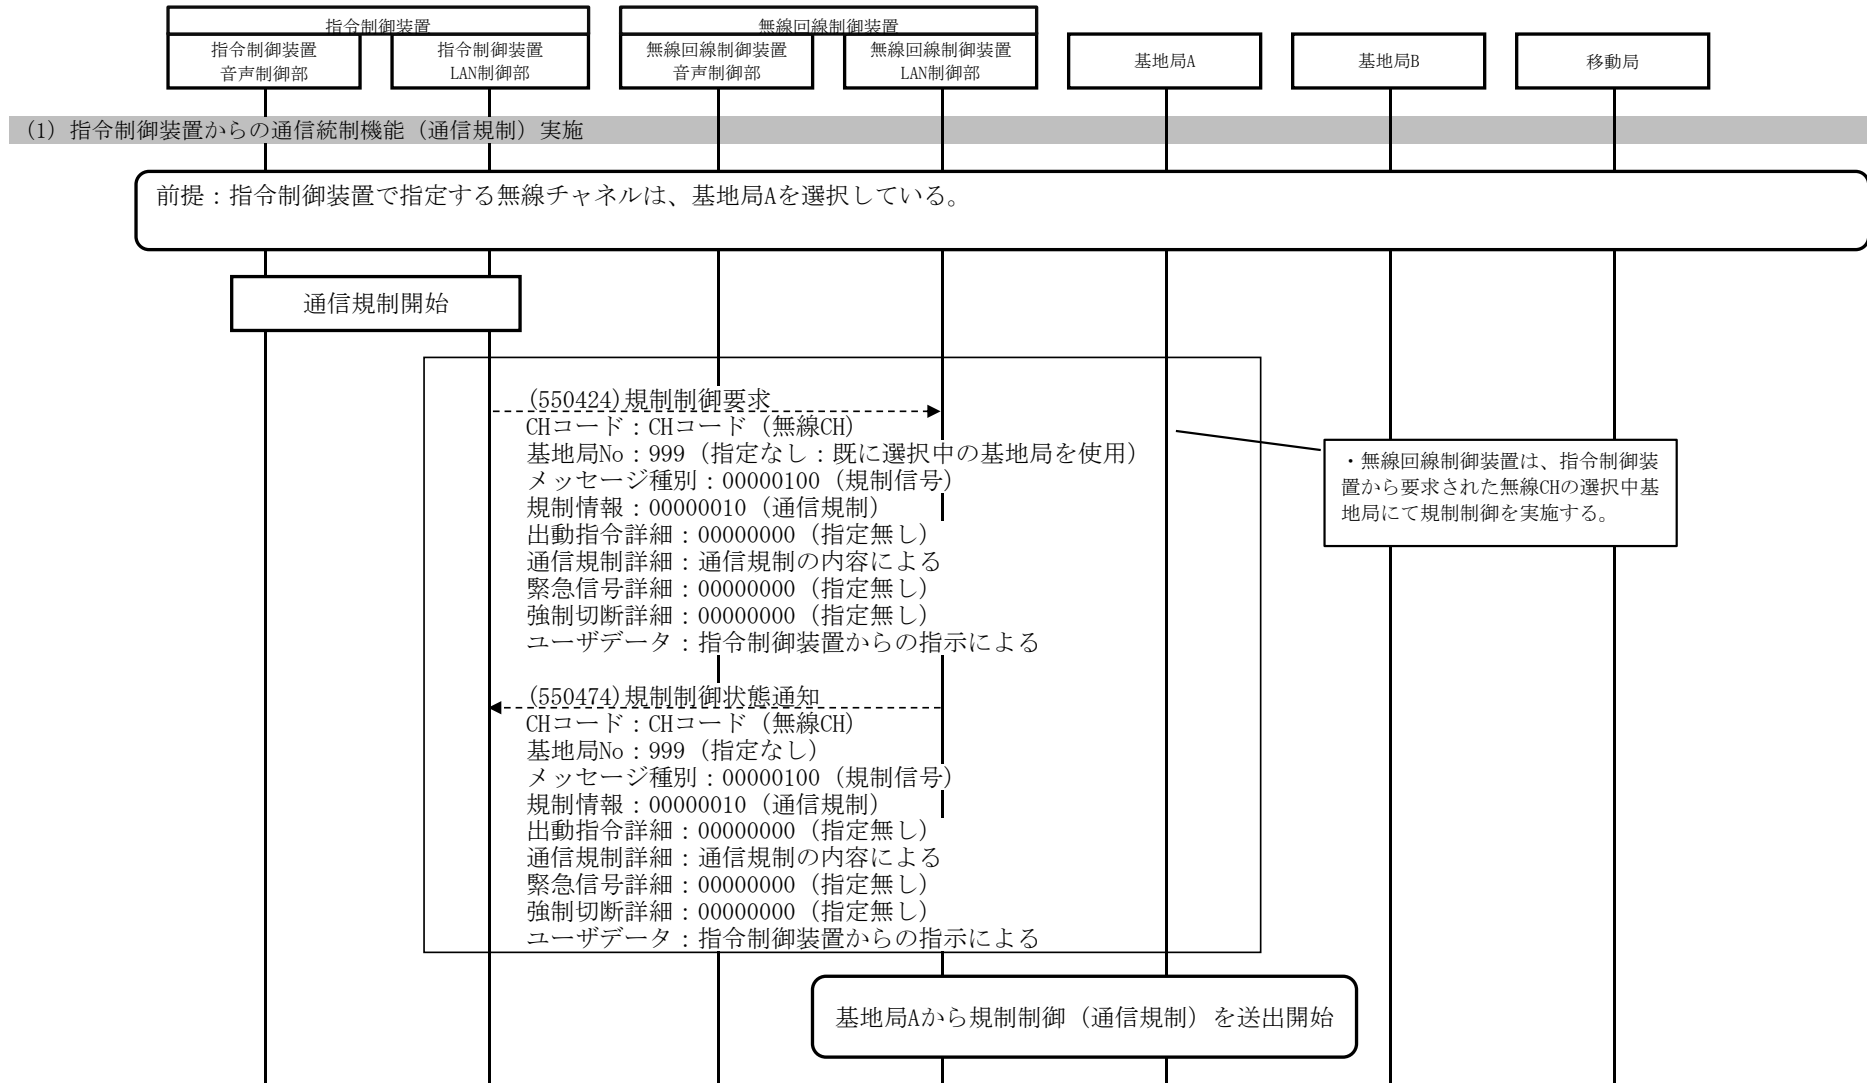 指令制御装置
無線回線制御装置
指令制御装置
音声制御部
指令制御装置
LAN制御部
無線回線制御装置
音声制御部
無線回線制御装置
LAN制御部
基地局A
基地局B
移動局
(1) 指令制御装置からの通信統制機能（通信規制）実施
前提：指令制御装置で指定する無線チャネルは、基地局Aを選択している。
通信規制開始
(550424)規制制御要求
CHコード：CHコード（無線CH）
基地局No：999（指定なし：既に選択中の基地局を使用）
メッセージ種別：00000100（規制信号）
規制情報：00000010（通信規制）
出動指令詳細：00000000（指定無し）
通信規制詳細：通信規制の内容による
緊急信号詳細：00000000（指定無し）
強制切断詳細：00000000（指定無し）
ユーザデータ：指令制御装置からの指示による
・無線回線制御装置は、指令制御装
置から要求された無線CHの選択中基
地局にて規制制御を実施する。
(550474)規制制御状態通知
CHコード：CHコード（無線CH）
基地局No：999（指定なし）
メッセージ種別：00000100（規制信号）
規制情報：00000010（通信規制）
出動指令詳細：00000000（指定無し）
通信規制詳細：通信規制の内容による
緊急信号詳細：00000000（指定無し）
強制切断詳細：00000000（指定無し）
ユーザデータ：指令制御装置からの指示による
基地局Aから規制制御（通信規制）を送出開始